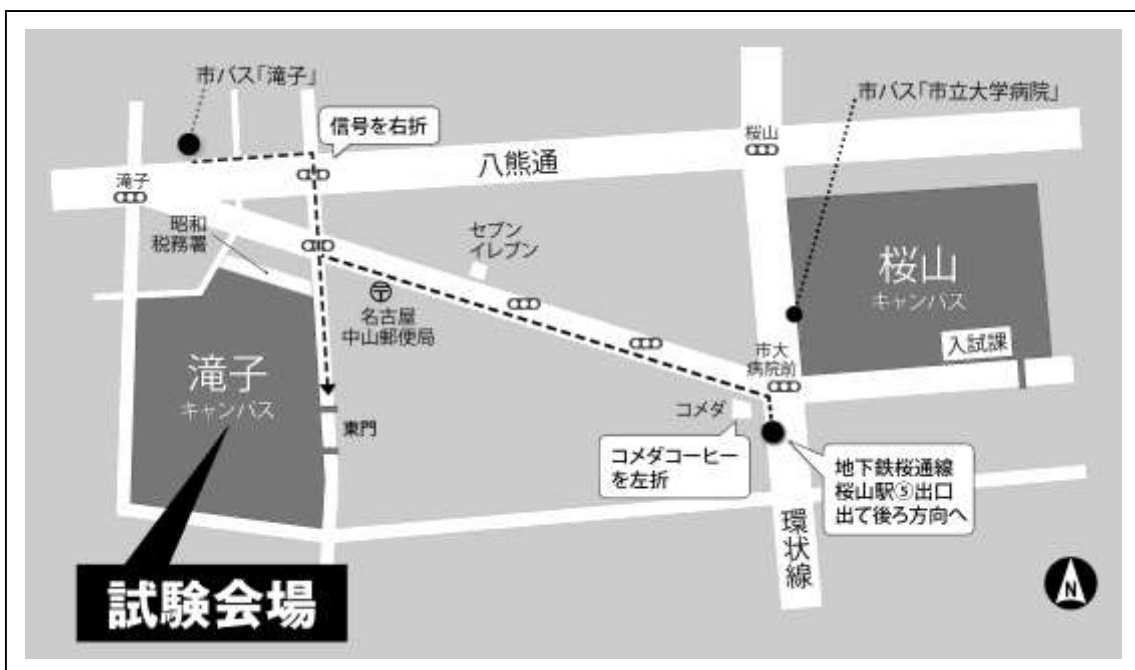 市バス「滝子」
市バス「市立大学病院」
信号を右折
桜山
八熊通
滝子
昭和
税務署
セブン
イレブン
桜山
キャンパス
〒
名古屋
中山郵便局
入試課
市大
病院前
滝子
キャンパス
コメダ
東門
コメダコーヒー
を左折
地下鉄桜通線
桜山駅⑤出口
出て後ろ方向へ
環状線
試験会場
N